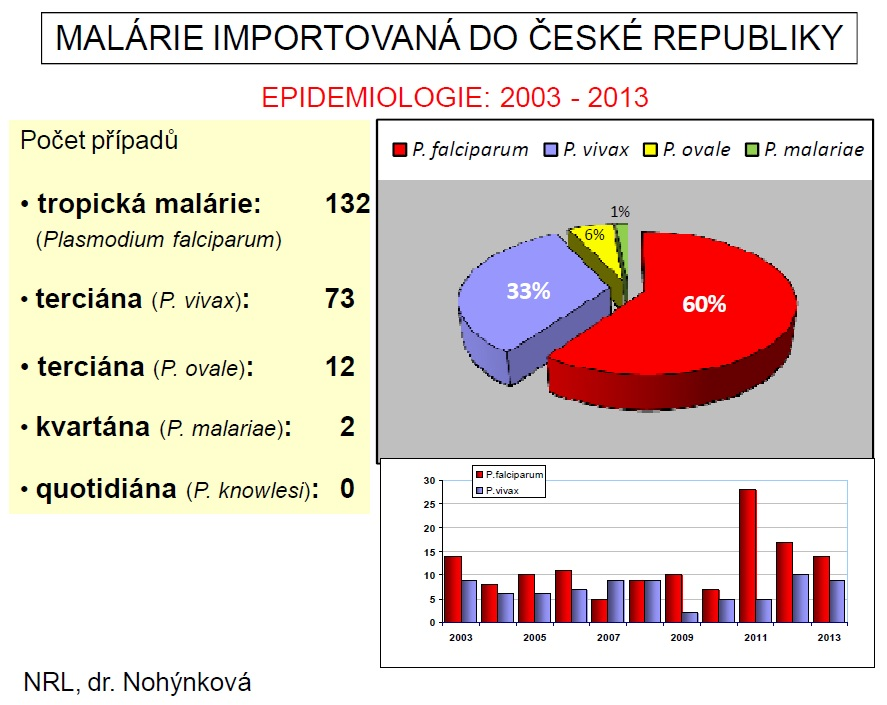 MALÁRIE IMPORTOVANÁ DO ČESKÉ REPUBLIKY
EPIDEMIOLOGIE: 2003 - 2013
Počet případů
• tropická malárie: 132
(Plasmodium falciparum)
• terciána (P. vivax): 73
• terciána (P. ovale): 12
• kvartána (P. malariae): 2
• quotidiána (P. knowlesi): 0
P. falciparum P. vivax P. ovale P. malariae
1%
6%
33%
60%
P.falciparum
P.vivax
30
25
20
15
10
5
0
2003 2005 2007 2009 2011 2013
NRL, dr. Nohýnková